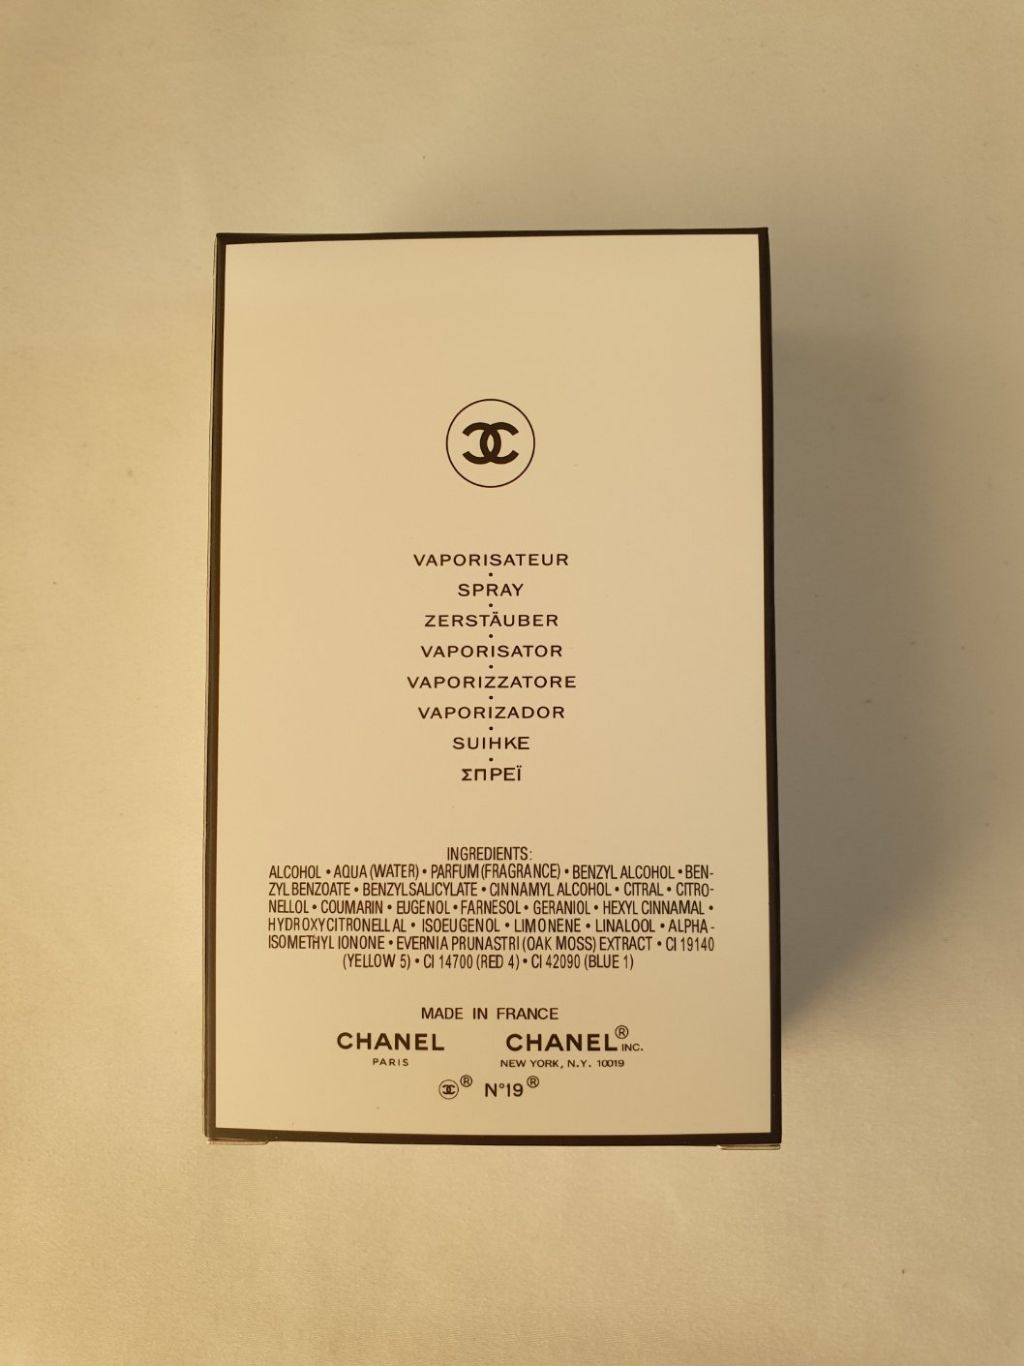 VAPORISATEUR
•
SPRAY
•
ZERSTÄUBER
•
VAPORISATOR
•
VAPORIZZATORE
•
VAPORIZADOR
•
SUIHKE
•
ΣΠΡΕΪ
INGREDIENTS:
ALCOHOL • AQUA (WATER) • PARFUM (FRAGRANCE) • BENZYL ALCOHOL • BEN-
ZYL BENZOATE • BENZYL SALICYLATE • CINNAMYL ALCOHOL • CITRAL • CITRO-
NELLOL • COUMARIN • EUGENOL • FARNESOL • GERANIOL • HEXYL CINNAMAL •
HYDROXYCITRONELLAL • ISOEUGENOL • LIMONENE • LINALOOL • ALPHA-
ISOMETHYL IONONE • EVERNIA PRUNASTRI (OAK MOSS) EXTRACT • CI 19140
(YELLOW 5) • CI 14700 (RED 4) • CI 42090 (BLUE 1)
MADE IN FRANCE
CHANEL CHANEL® INC.
PARIS NEW YORK, N.Y. 10019
® N°19®